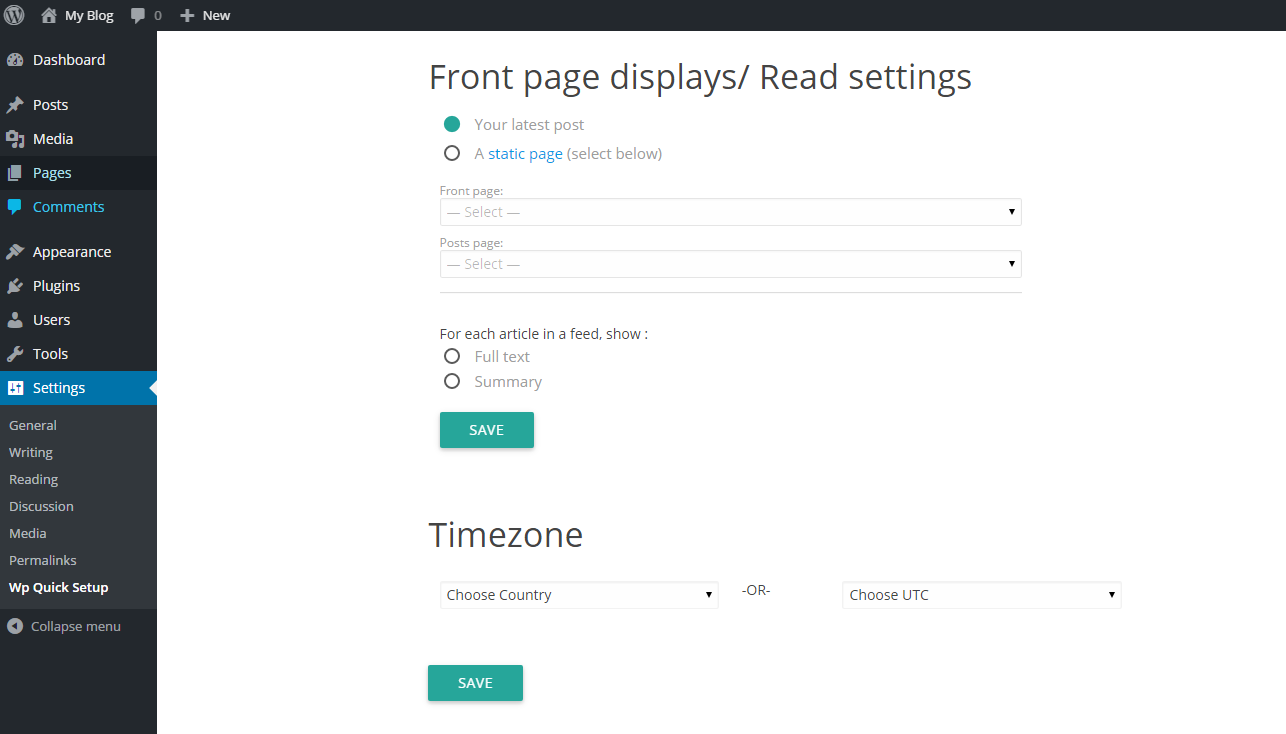 My Blog 0 New
Dashboard
Posts
Media
Pages
Comments
Appearance
Plugins
Users
Tools
Settings
General
Writing
Reading
Discussion
Media
Permalinks
Wp Quick Setup
Collapse menu
Front page displays/ Read settings
Your latest post
A static page (select below)
Front page:
— Select —
Posts page:
— Select —
For each article in a feed, show :
Full text
Summary
SAVE
Timezone
Choose Country -OR- Choose UTC
SAVE